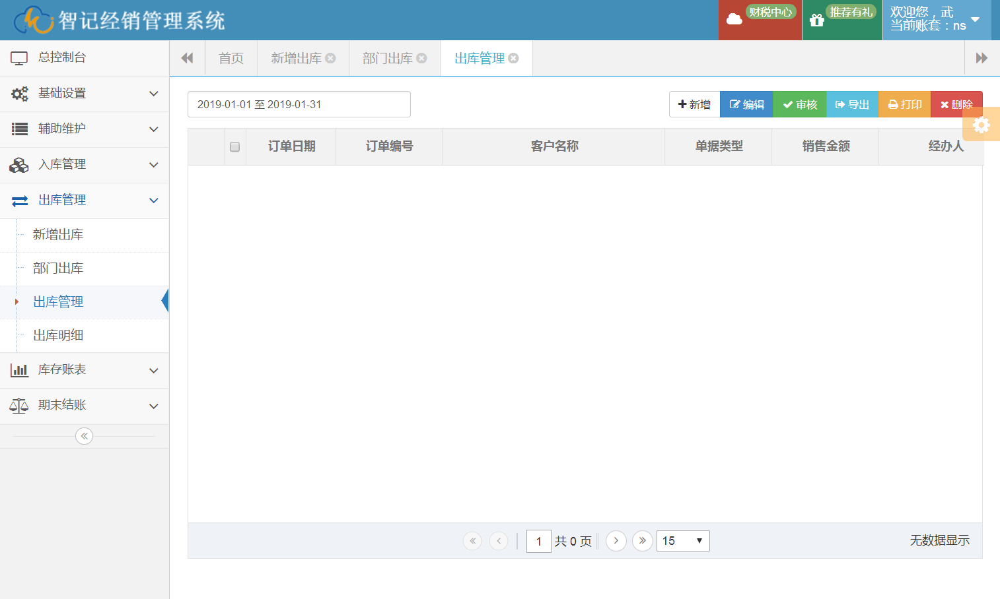 智记经销管理系统
财税中心
推荐有礼
欢迎您，武
当前账套：ns
总控制台
基础设置
辅助维护
入库管理
出库管理
新增出库
部门出库
出库管理
出库明细
库存账表
期末结账
首页
新增出库
部门出库
出库管理
2019-01-01 至 2019-01-31
新增
编辑
审核
导出
打印
删除
订单日期
订单编号
客户名称
单据类型
销售金额
经办人
1 共 0 页
15
无数据显示